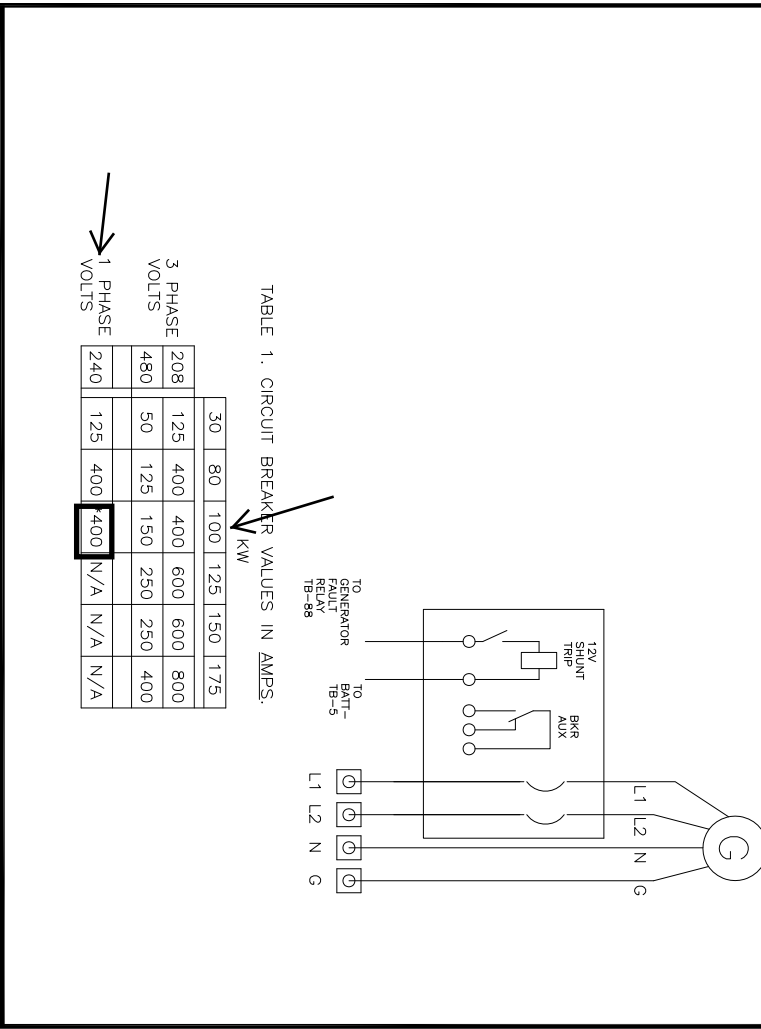 L1 L2 N G
12V
SHUNT
TRIP
BKR
AUX
G
TO
GENERATOR
FAULT
RELAY
TB-88
TO
BATT-
TB-5
L1 L2 N G
TABLE 1. CIRCUIT BREAKER VALUES IN AMPS.
KW
30 80 100 125 150 175
3 PHASE
VOLTS
208 125 400 400 600 600 800
480 50 125 150 250 250 400
1 PHASE
VOLTS
240 125 400 *400 N/A N/A N/A